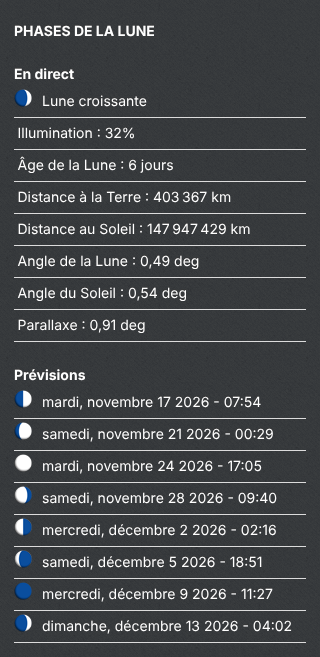 PHASES DE LA LUNE
En direct
Lune croissante
Illumination : 32%
Âge de la Lune : 6 jours
Distance à la Terre : 403 367 km
Distance au Soleil : 147 947 429 km
Angle de la Lune : 0,49 deg
Angle du Soleil : 0,54 deg
Parallaxe : 0,91 deg
Prévisions
mardi, novembre 17 2026 - 07:54
samedi, novembre 21 2026 - 00:29
mardi, novembre 24 2026 - 17:05
samedi, novembre 28 2026 - 09:40
mercredi, décembre 2 2026 - 02:16
samedi, décembre 5 2026 - 18:51
mercredi, décembre 9 2026 - 11:27
dimanche, décembre 13 2026 - 04:02